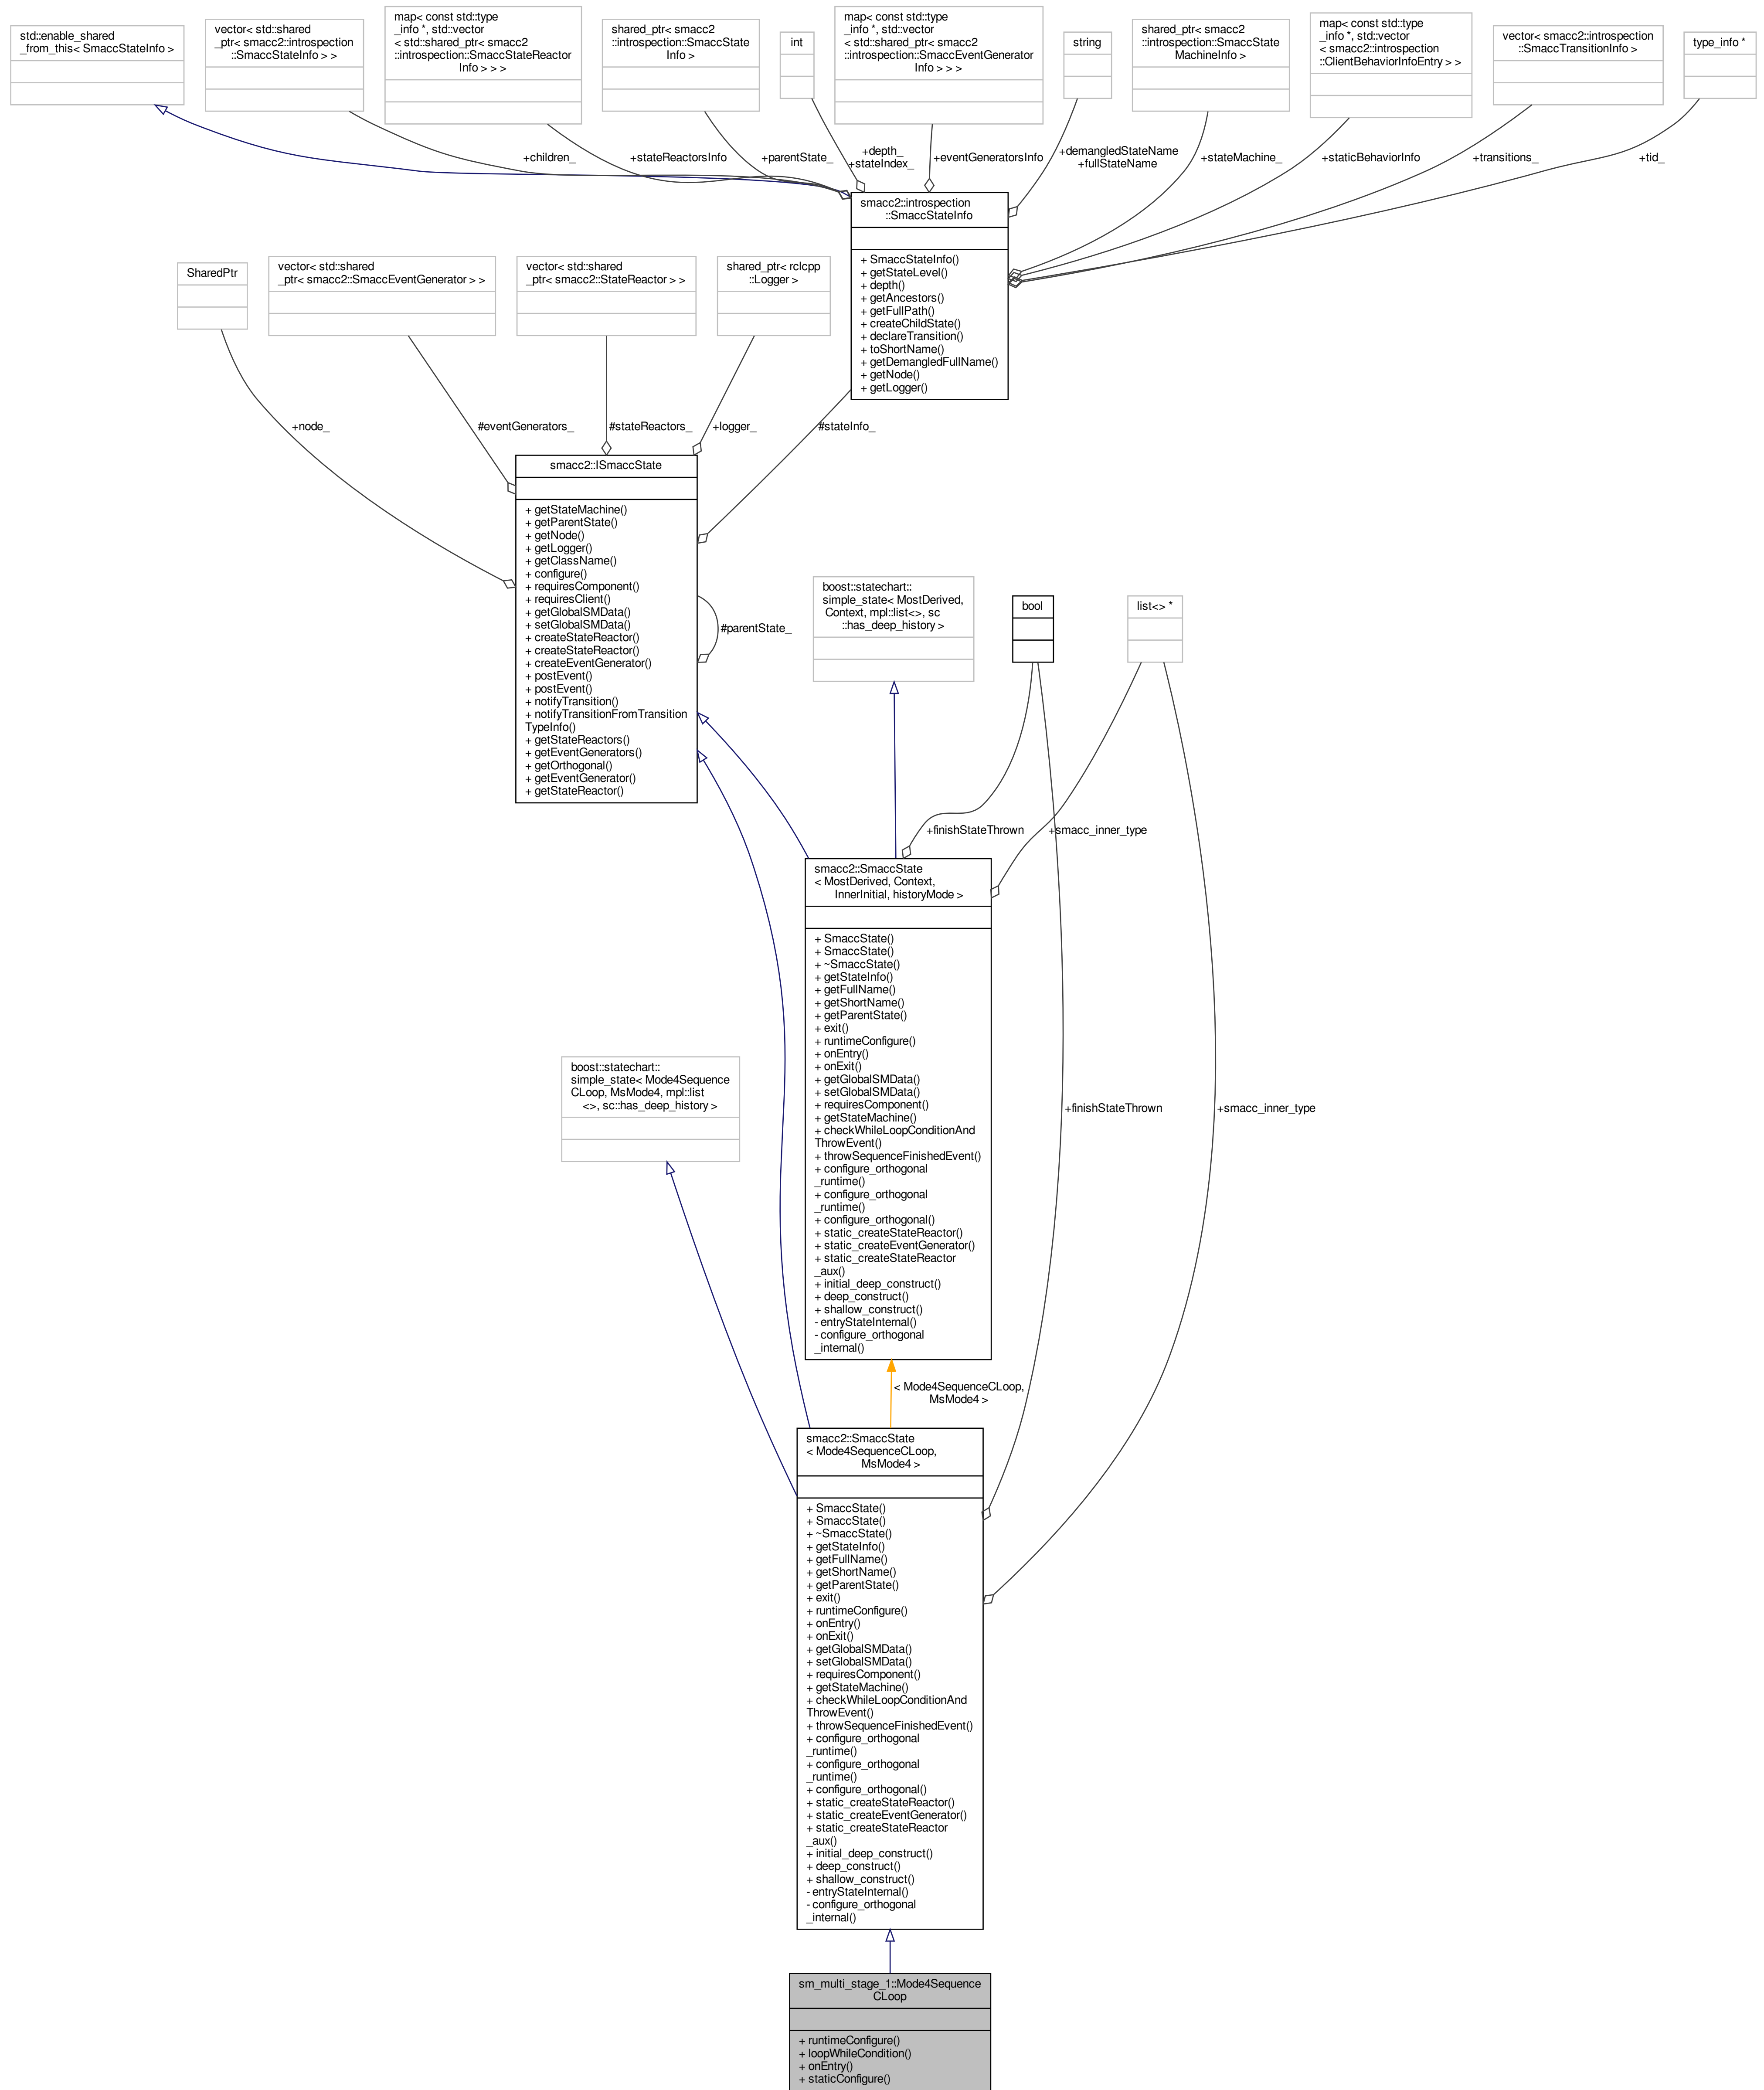 std::enable_shared
_from_this< SmaccStateInfo >
vector< std::shared
_ptr< smacc2::introspection
::SmaccStateInfo > >
map< const std::type
_info *, std::vector
< std::shared_ptr< smacc2
::introspection::SmaccStateReactor
Info > > >
shared_ptr< smacc2
::introspection::SmaccState
Info >
int
map< const std::type
_info *, std::vector
< std::shared_ptr< smacc2
::introspection::SmaccEventGenerator
Info > > >
string
shared_ptr< smacc2
::introspection::SmaccState
MachineInfo >
map< const std::type
_info *, std::vector
< smacc2::introspection
::ClientBehaviorInfoEntry > >
vector< smacc2::introspection
::SmaccTransitionInfo >
type_info *
+children_
+stateReactorsInfo
+parentState_
+depth_
+stateIndex_
+eventGeneratorsInfo
+demangledStateName
+fullStateName
+stateMachine_
+staticBehaviorInfo
+transitions_
+tid_
smacc2::introspection
::SmaccStateInfo
+ SmaccStateInfo()
+ getStateLevel()
+ depth()
+ getAncestors()
+ getFullPath()
+ createChildState()
+ declareTransition()
+ toShortName()
+ getDemangledFullName()
+ getNode()
+ getLogger()
SharedPtr
vector< std::shared
_ptr< smacc2::SmaccEventGenerator > >
vector< std::shared
_ptr< smacc2::StateReactor > >
shared_ptr< rclcpp
::Logger >
+node_
#eventGenerators_
#stateReactors_
+logger_
#stateInfo_
smacc2::ISmaccState
+ getStateMachine()
+ getParentState()
+ getNode()
+ getLogger()
+ getClassName()
+ configure()
+ requiresComponent()
+ requiresClient()
+ getGlobalSMData()
+ setGlobalSMData()
+ createStateReactor()
+ createStateReactor()
+ createEventGenerator()
+ postEvent()
+ postEvent()
+ notifyTransition()
+ notifyTransitionFromTransition
TypeInfo()
+ getStateReactors()
+ getEventGenerators()
+ getOrthogonal()
+ getEventGenerator()
+ getStateReactor()
#parentState_
boost::statechart::
simple_state< MostDerived,
Context, mpl::list<>, sc
::has_deep_history >
bool
list<> *
+finishStateThrown
+smacc_inner_type
smacc2::SmaccState
< MostDerived, Context,
InnerInitial, historyMode >
+ SmaccState()
+ SmaccState()
+ ~SmaccState()
+ getStateInfo()
+ getFullName()
+ getShortName()
+ getParentState()
+ exit()
+ runtimeConfigure()
+ onEntry()
+ onExit()
+ getGlobalSMData()
+ setGlobalSMData()
+ requiresComponent()
+ getStateMachine()
+ checkWhileLoopConditionAnd
ThrowEvent()
+ throwSequenceFinishedEvent()
+ configure_orthogonal
_runtime()
+ configure_orthogonal
_runtime()
+ configure_orthogonal()
+ static_createStateReactor()
+ static_createEventGenerator()
+ static_createStateReactor
_aux()
+ initial_deep_construct()
+ deep_construct()
+ shallow_construct()
- entryStateInternal()
- configure_orthogonal
_internal()
boost::statechart::
simple_state< Mode4Sequence
CLoop, MsMode4, mpl::list
<>, sc::has_deep_history >
+finishStateThrown
+smacc_inner_type
< Mode4SequenceCLoop,
MsMode4 >
smacc2::SmaccState
< Mode4SequenceCLoop,
MsMode4 >
+ SmaccState()
+ SmaccState()
+ ~SmaccState()
+ getStateInfo()
+ getFullName()
+ getShortName()
+ getParentState()
+ exit()
+ runtimeConfigure()
+ onEntry()
+ onExit()
+ getGlobalSMData()
+ setGlobalSMData()
+ requiresComponent()
+ getStateMachine()
+ checkWhileLoopConditionAnd
ThrowEvent()
+ throwSequenceFinishedEvent()
+ configure_orthogonal
_runtime()
+ configure_orthogonal
_runtime()
+ configure_orthogonal()
+ static_createStateReactor()
+ static_createEventGenerator()
+ static_createStateReactor
_aux()
+ initial_deep_construct()
+ deep_construct()
+ shallow_construct()
- entryStateInternal()
- configure_orthogonal
_internal()
sm_multi_stage_1::Mode4Sequence
CLoop
+ runtimeConfigure()
+ loopWhileCondition()
+ onEntry()
+ staticConfigure()